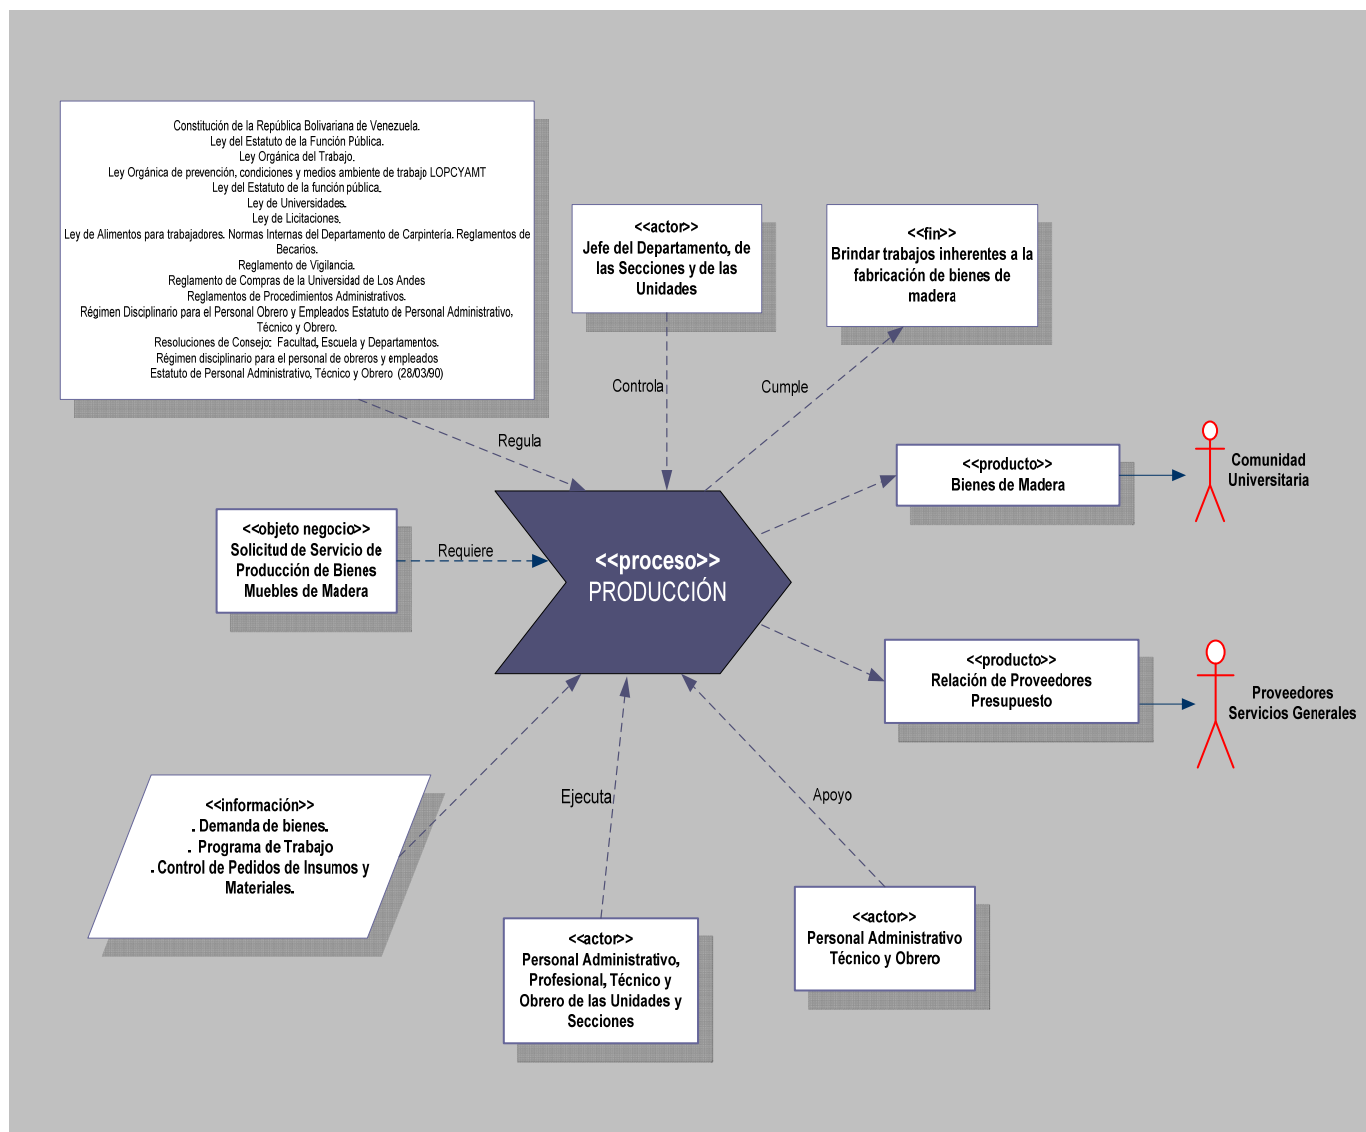 Constitución de la República Bolivariana de Venezuela.
Ley del Estatuto de la Función Pública.
Ley Orgánica del Trabajo.
Ley Orgánica de prevención, condiciones y medios ambiente de trabajo LOPCYAMT
Ley del Estatuto de la función pública.
Ley de Universidades.
Ley de Licitaciones.
Ley de Alimentos para trabajadores. Normas Internas del Departamento de Carpintería. Reglamentos de
Becarios.
Reglamento de Vigilancia.
Reglamento de Compras de la Universidad de Los Andes
Reglamentos de Procedimientos Administrativos.
Régimen Disciplinario para el Personal Obrero y Empleados Estatuto de Personal Administrativo,
Técnico y Obrero.
Resoluciones de Consejo: Facultad, Escuela y Departamentos.
Régimen disciplinario para el personal de obreros y empleados
Estatuto de Personal Administrativo, Técnico y Obrero (28/03/90)
<<actor>>
Jefe del Departamento, de
las Secciones y de las
Unidades
<<fin>>
Brindar trabajos inherentes a la
fabricación de bienes de
madera
Controla
Cumple
Regula
<<producto>>
Bienes de Madera
Comunidad
Universitaria
<<objeto negocio>>
Solicitud de Servicio de
Producción de Bienes
Muebles de Madera
Requiere
<<proceso>>
PRODUCCIÓN
<<producto>>
Relación de Proveedores
Presupuesto
Proveedores
Servicios Generales
<<información>>
. Demanda de bienes.
. Programa de Trabajo
. Control de Pedidos de Insumos y
Materiales.
Ejecuta
Apoyo
<<actor>>
Personal Administrativo,
Profesional, Técnico y
Obrero de las Unidades y
Secciones
<<actor>>
Personal Administrativo
Técnico y Obrero